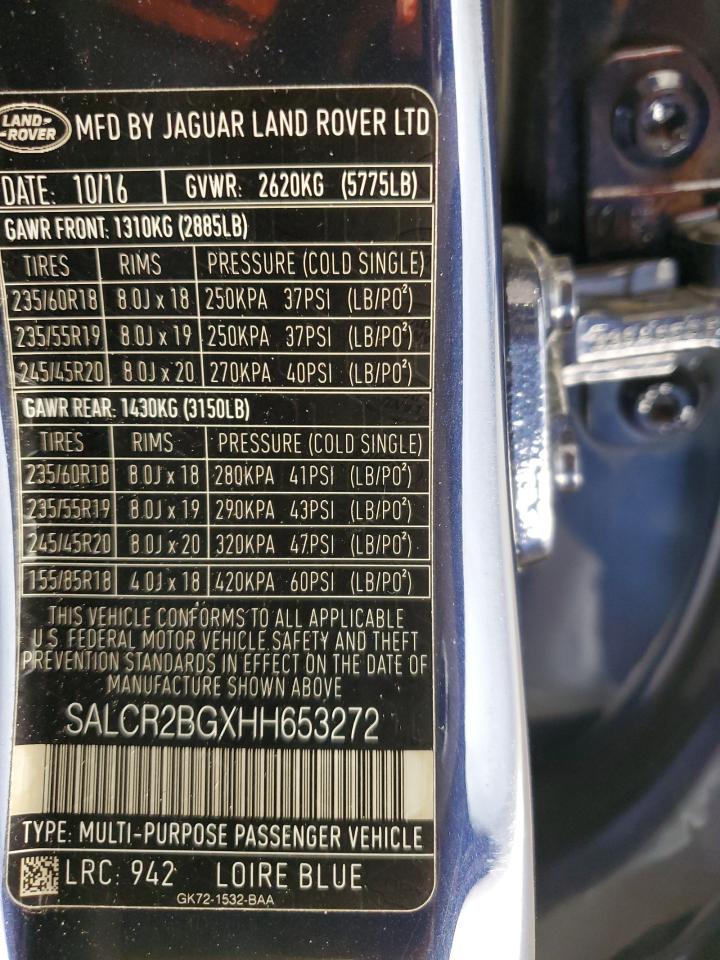 LAND-
-ROVER
MFD BY JAGUAR LAND ROVER LTD
DATE: 10/16 GVWR: 2620KG (5775LB)
GAWR FRONT: 1310KG (2885LB)
TIRES RIMS PRESSURE (COLD SINGLE)
235/60R18 8.0J x 18 250KPA 37PSI (LB/PO²)
235/55R19 8.0J x 19 250KPA 37PSI (LB/PO²)
245/45R20 8.0J x 20 270KPA 40PSI (LB/PO²)
GAWR REAR: 1430KG (3150LB)
TIRES RIMS PRESSURE (COLD SINGLE)
235/60R18 8.0J x 18 280KPA 41PSI (LB/PO²)
235/55R19 8.0J x 19 290KPA 43PSI (LB/PO²)
245/45R20 8.0J x 20 320KPA 47PSI (LB/PO²)
155/85R18 4.0J x 18 420KPA 60PSI (LB/PO²)
THIS VEHICLE CONFORMS TO ALL APPLICABLE
U.S. FEDERAL MOTOR VEHICLE SAFETY AND THEFT
PREVENTION STANDARDS IN EFFECT ON THE DATE OF
MANUFACTURE SHOWN ABOVE
SALCR2BGXHH653272
TYPE: MULTI-PURPOSE PASSENGER VEHICLE
LRC: 942 LOIRE BLUE
GK72-1532-BAA